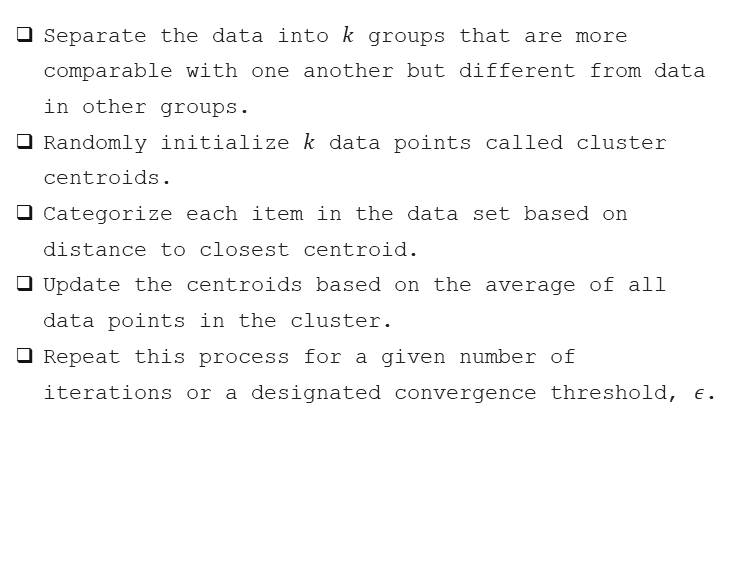 ❑ Separate the data into k groups that are more
comparable with one another but different from data
in other groups.
❑ Randomly initialize k data points called cluster
centroids.
❑ Categorize each item in the data set based on
distance to closest centroid.
❑ Update the centroids based on the average of all
data points in the cluster.
❑ Repeat this process for a given number of
iterations or a designated convergence threshold, ϵ.